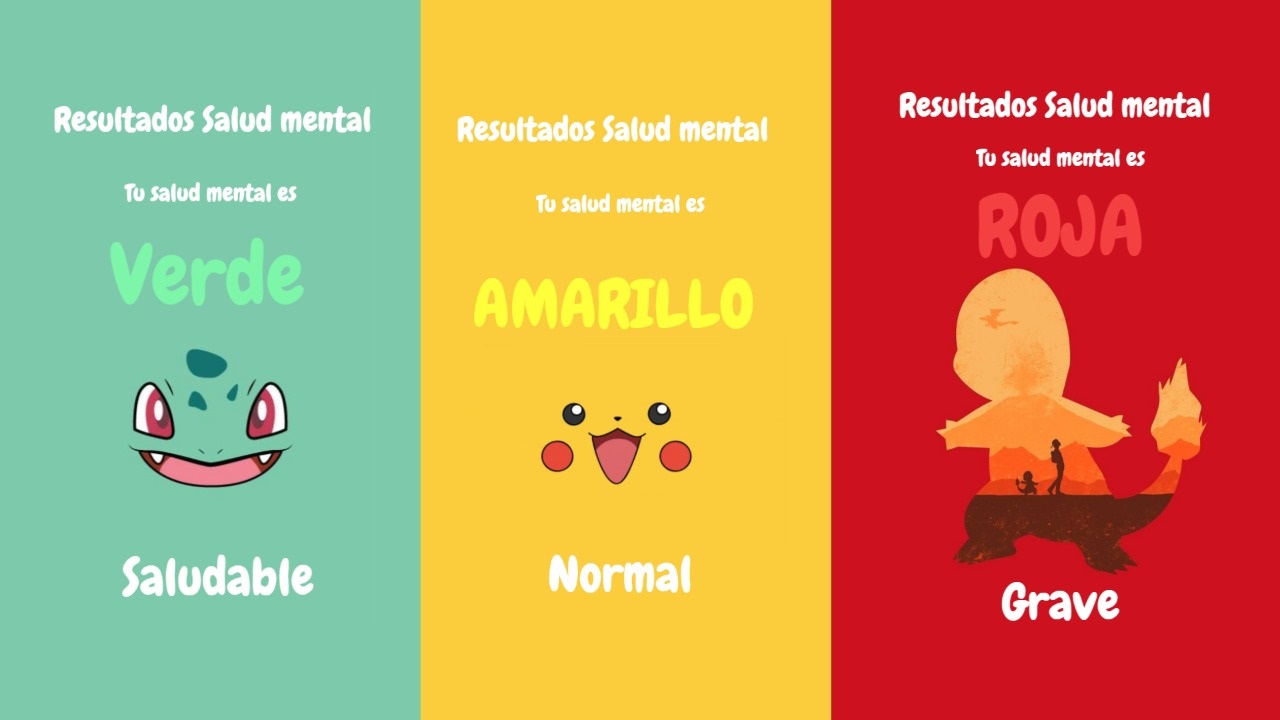 Resultados Salud mental
Tu salud mental es
Verde
Saludable
Resultados Salud mental
Tu salud mental es
AMARILLO
Normal
Resultados Salud mental
Tu salud mental es
ROJA
Grave